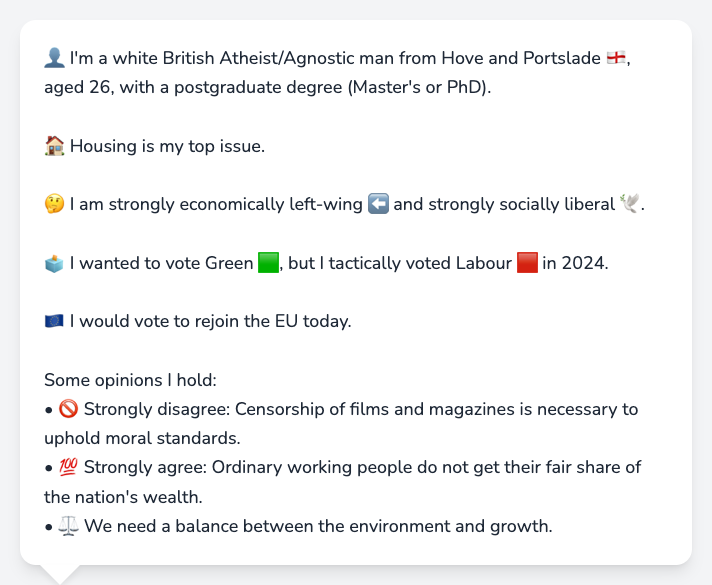 👤 I'm a white British Atheist/Agnostic man from Hove and Portslade 🏴󠁧󠁢󠁥󠁮󠁧󠁿,
aged 26, with a postgraduate degree (Master's or PhD).
🏠 Housing is my top issue.
🤔 I am strongly economically left-wing ⬅️ and strongly socially liberal 🕊️.
🗳️ I wanted to vote Green 🟩, but I tactically voted Labour 🟥 in 2024.
🇪🇺 I would vote to rejoin the EU today.
Some opinions I hold:
• 🚫 Strongly disagree: Censorship of films and magazines is necessary to
uphold moral standards.
• 💯 Strongly agree: Ordinary working people do not get their fair share of
the nation's wealth.
• ⚖️ We need a balance between the environment and growth.